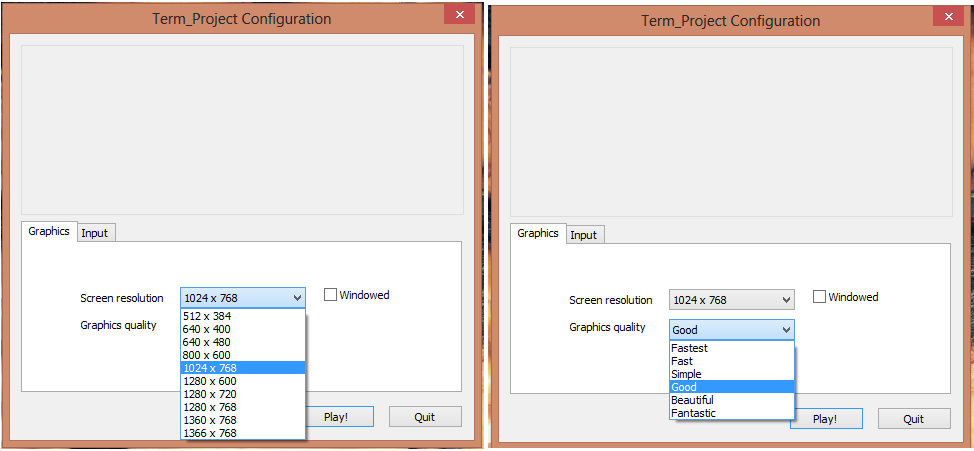 Term_Project Configuration
Graphics
Input
Screen resolution
1024 x 768
Windowed
Graphics quality
512 x 384
640 x 400
640 x 480
800 x 600
1024 x 768
1280 x 600
1280 x 720
1280 x 768
1360 x 768
1366 x 768
Play!
Quit
Term_Project Configuration
Graphics
Input
Screen resolution
1024 x 768
Windowed
Graphics quality
Good
Fastest
Fast
Simple
Good
Beautiful
Fantastic
Play!
Quit